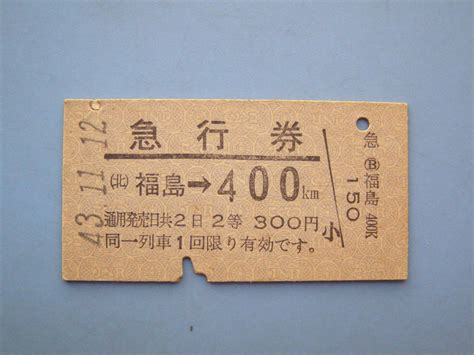 43.11.12
急行券
(北)福島→400km
通用発売日共2日2等 300円
同一列車1回限り有効です。
小
急
Ⓑ
福島 400K
150